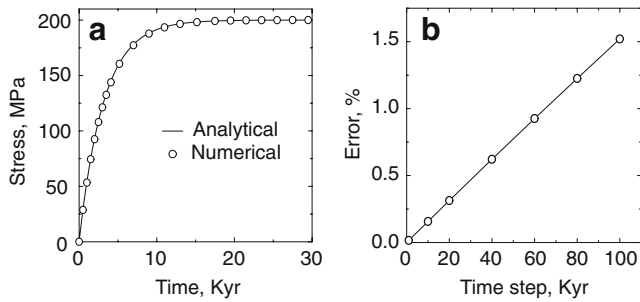 a
200
150
100
50
0
Stress, MPa
Analytical
Numerical
0 10 20 30
Time, Kyr
b
1.5
1.0
0.5
0.0
Error, %
0 20 40 60 80 100
Time step, Kyr